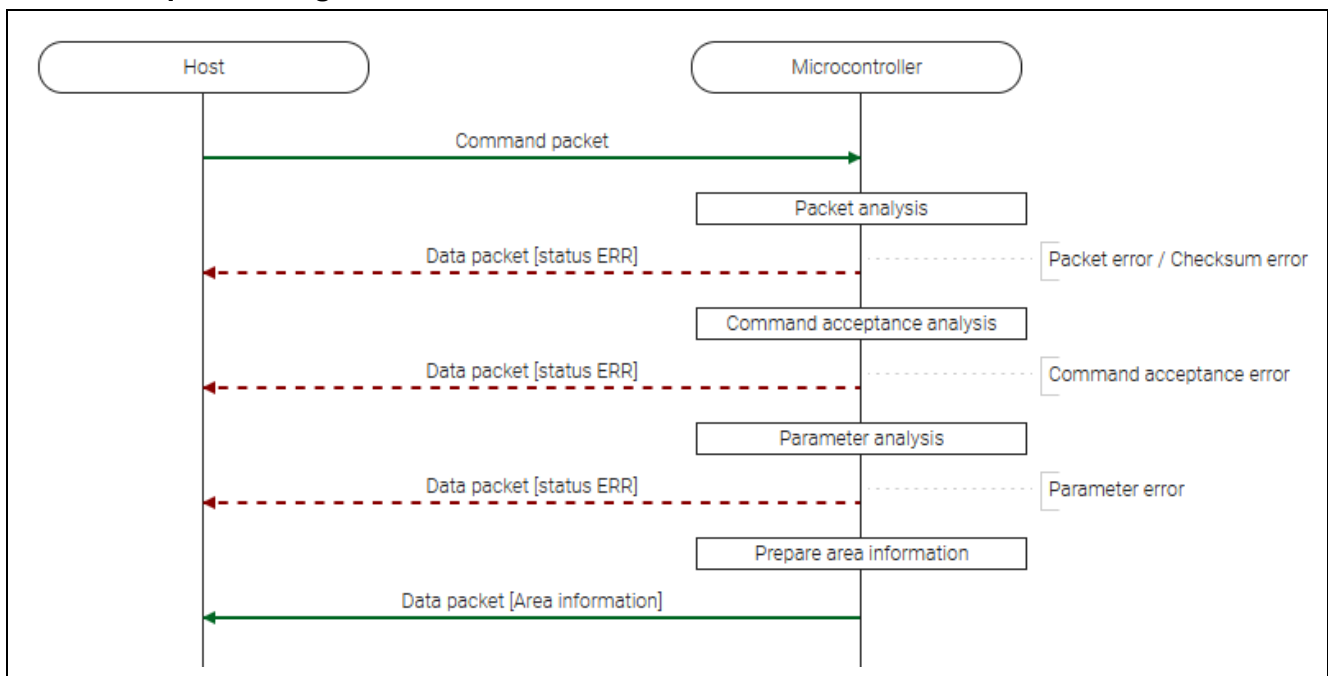 Host
Microcontroller
Command packet
Packet analysis
Data packet [status ERR]
Packet error / Checksum error
Command acceptance analysis
Data packet [status ERR]
Command acceptance error
Parameter analysis
Data packet [status ERR]
Parameter error
Prepare area information
Data packet [Area information]